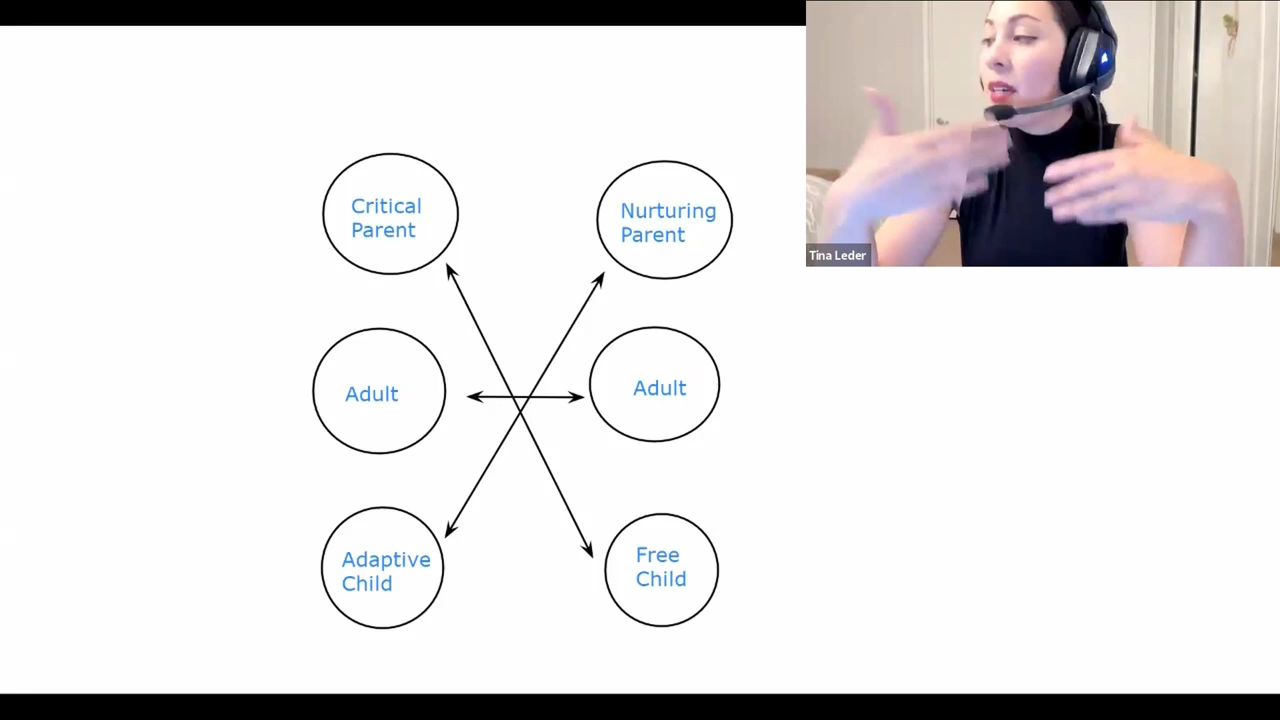 Critical
Parent
Nurturing
Parent
Tina Leder
Adult
Adult
Adaptive
Child
Free
Child